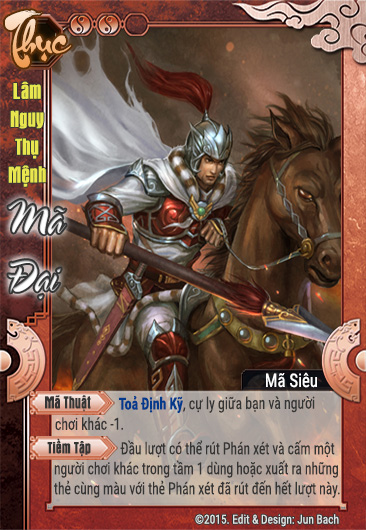 Thục
Lâm
Nguy
Thụ
Mệnh
Mã
Đại
Mã Siêu
Mã Thuật Toả Định Kỹ, cự ly giữa bạn và người
chơi khác -1.
Tiềm Tập Đầu lượt có thể rút Phán xét và cấm một
người chơi khác trong tầm 1 dùng hoặc xuất ra những
thẻ cùng màu với thẻ Phán xét đã rút đến hết lượt này.
©2015. Edit & Design: Jun Bach